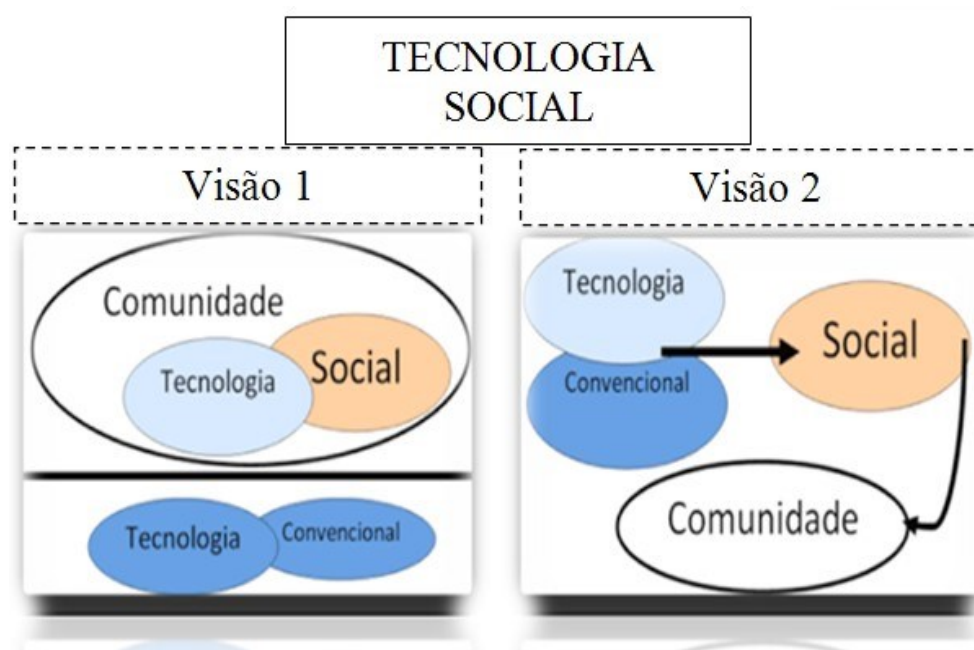 TECNOLOGIA
SOCIAL
Visão 1
Comunidade
Tecnologia
Social
Tecnologia
Convencional
Visão 2
Tecnologia
Convencional
Social
Comunidade